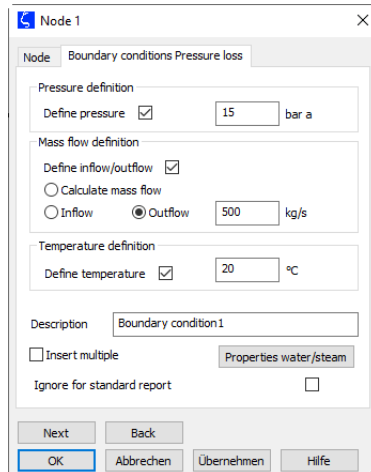 Node 1
Node Boundary conditions Pressure loss
Pressure definition
Define pressure 15 bar a
Mass flow definition
Define inflow/outflow
Calculate mass flow
Inflow Outflow 500 kg/s
Temperature definition
Define temperature 20 °C
Description Boundary condition1
Insert multiple Properties water/steam
Ignore for standard report
Next Back
OK Abbrechen Übernehmen Hilfe